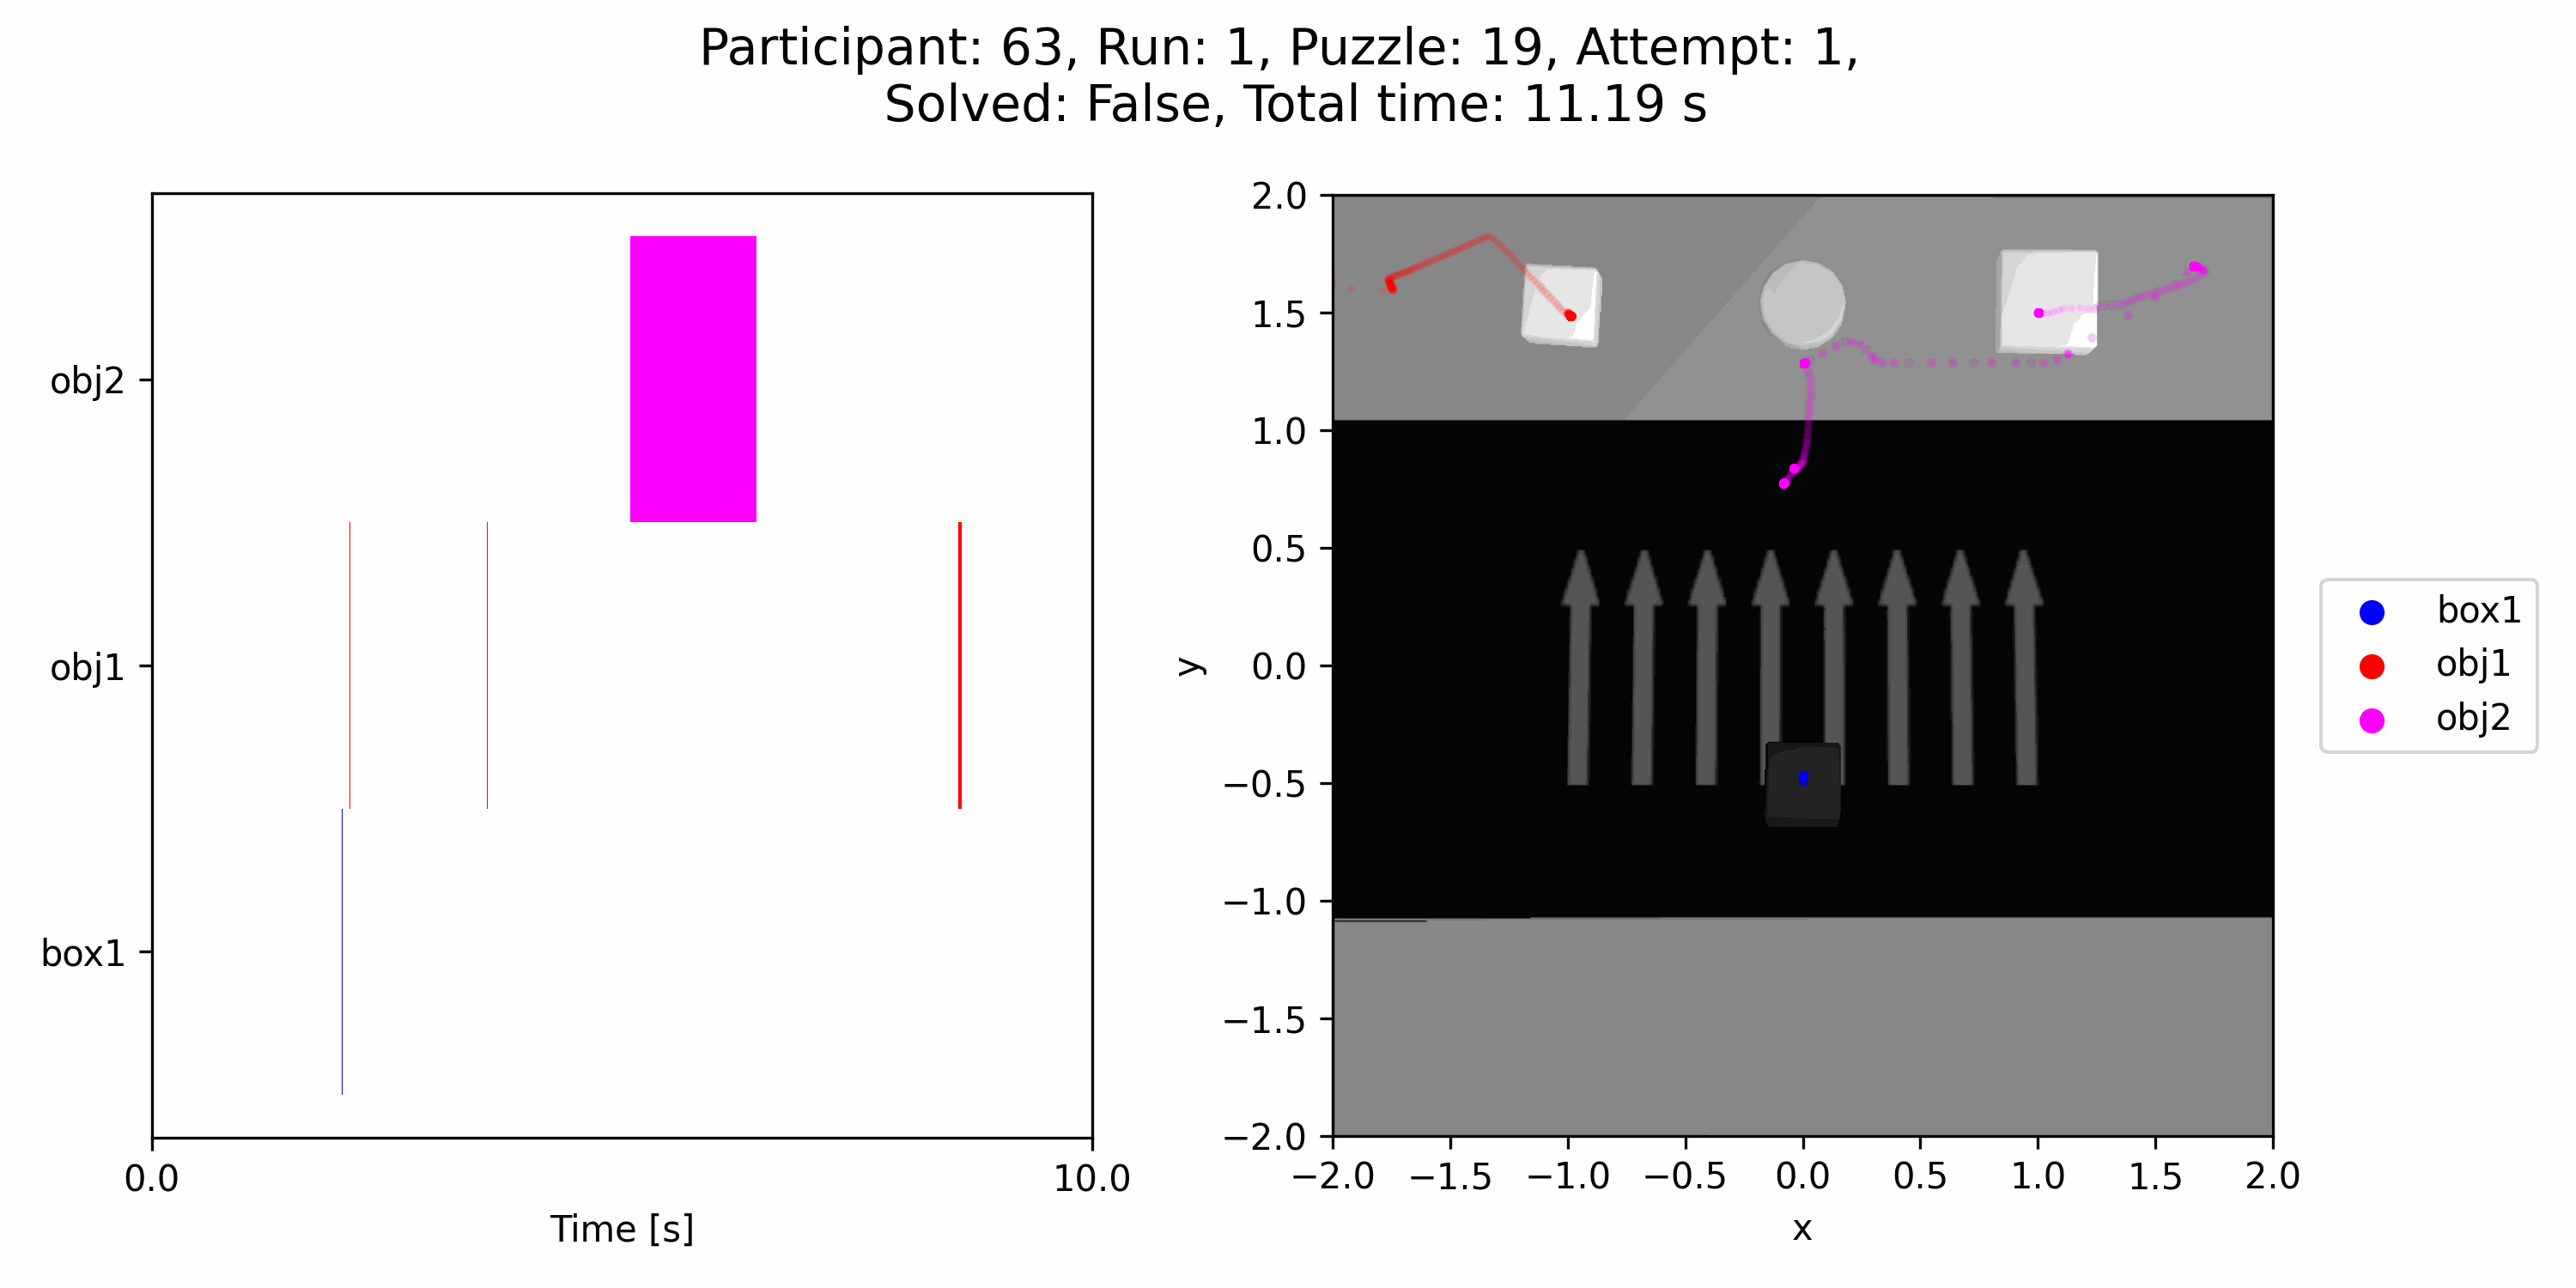 Participant: 63, Run: 1, Puzzle: 19, Attempt: 1,
Solved: False, Total time: 11.19 s
obj2
obj1
box1
0.0
10.0
Time [s]
2.0
1.5
1.0
0.5
0.0
−0.5
−1.0
−1.5
−2.0
y
−2.0
−1.5
−1.0
−0.5
0.0
0.5
1.0
1.5
2.0
x
box1
obj1
obj2